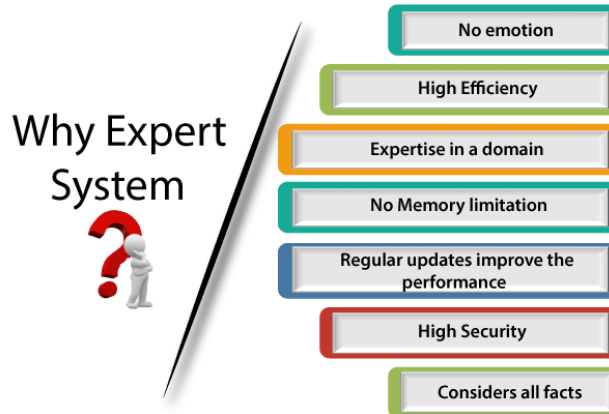 Why Expert
System
No emotion
High Efficiency
Expertise in a domain
No Memory limitation
Regular updates improve the
performance
High Security
Considers all facts